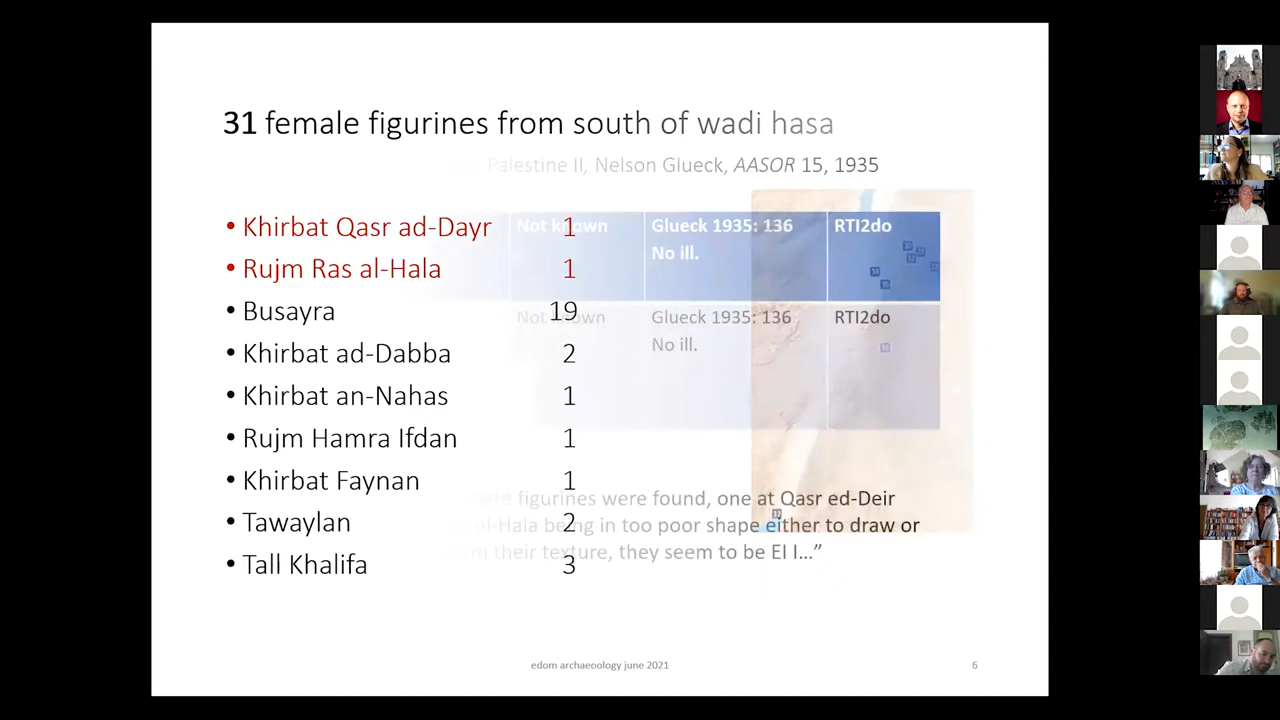 31 female figurines from south of wadi hasa
Palestine II, Nelson Glueck, AASOR 15, 1935
• Khirbat Qasr ad-Dayr 1
• Rujm Ras al-Hala 1
• Busayra 19
• Khirbat ad-Dabba 2
• Khirbat an-Nahas 1
• Rujm Hamra Ifdan 1
• Khirbat Faynan 1
• Tawaylan 2
• Tall Khalifa 3
Not known Glueck 1935: 136 RTI2do
No ill.
Not known Glueck 1935: 136 RTI2do
No ill.
figurines were found, one at Qasr ed-Deir
el-Hala being in too poor shape either to draw or
their texture, they seem to be EI I…”
edom archaeoology june 2021
6